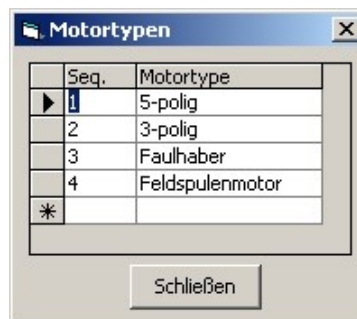 Motortypen
Seq. Motortype
1 5-polig
2 3-polig
3 Faulhaber
4 Feldspulenmotor
Schließen